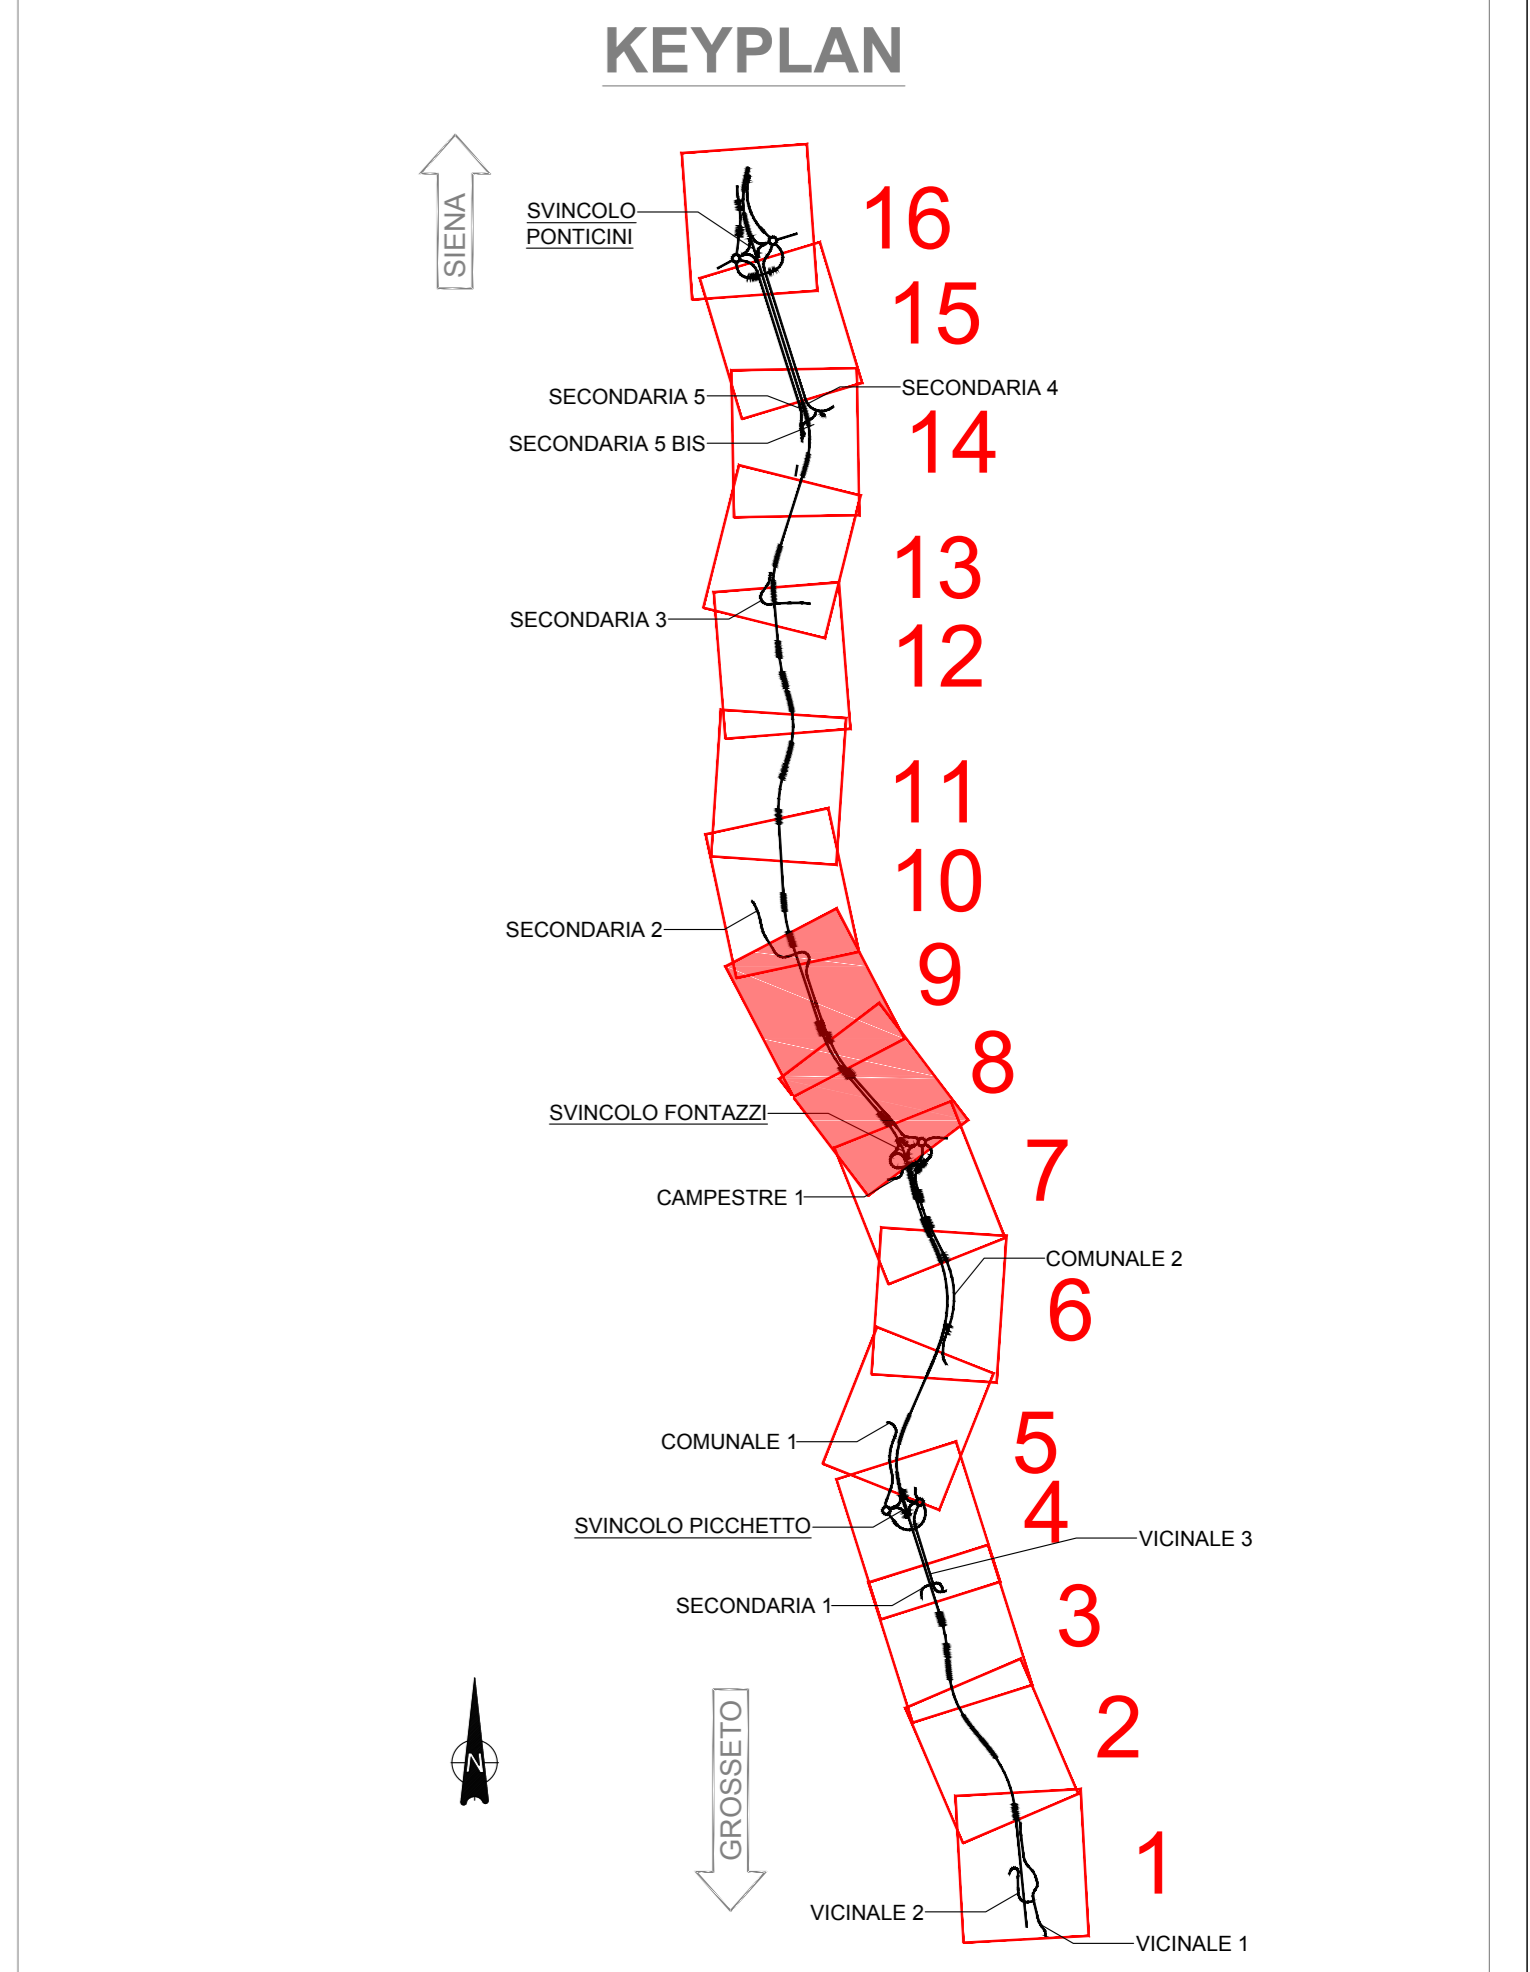 KEYPLAN
SIENA
SVINCOLO
PONTICINI
16
15
SECONDARIA 5
SECONDARIA 4
14
SECONDARIA 5 BIS
13
SECONDARIA 3
12
11
10
SECONDARIA 2
9
8
SVINCOLO FONTAZZI
7
CAMPESTRE 1
COMUNALE 2
6
COMUNALE 1
5
4
SVINCOLO PICCHETTO
VICINALE 3
SECONDARIA 1
3
GROSSETO
2
N
1
VICINALE 2
VICINALE 1